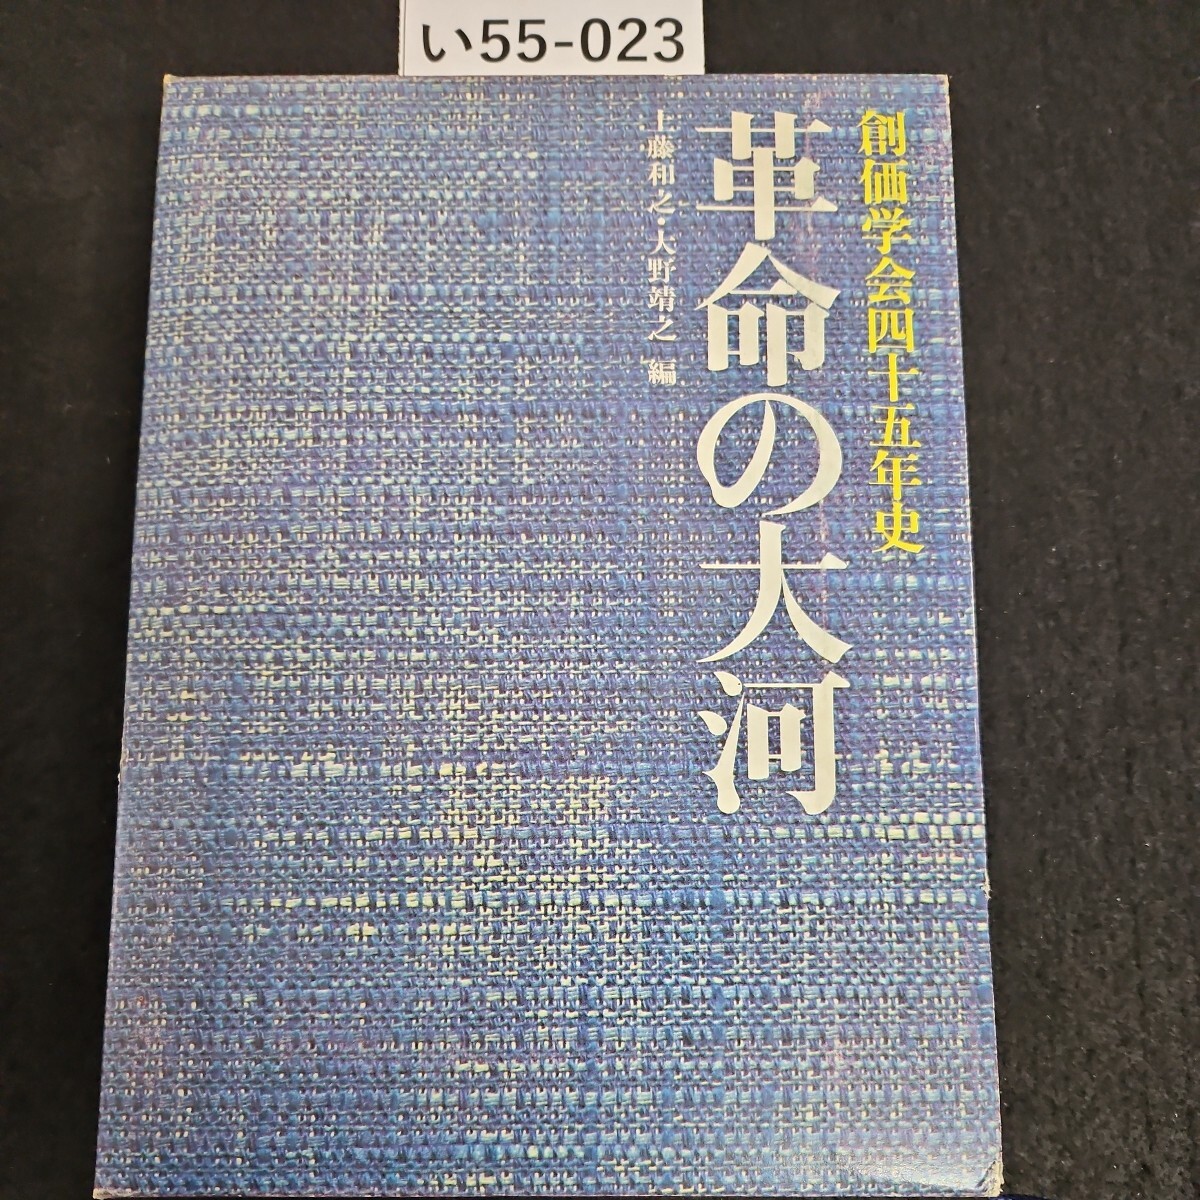 い55-023
創価学会四十五年史
革命の大河
上藤和之・大野靖之 編